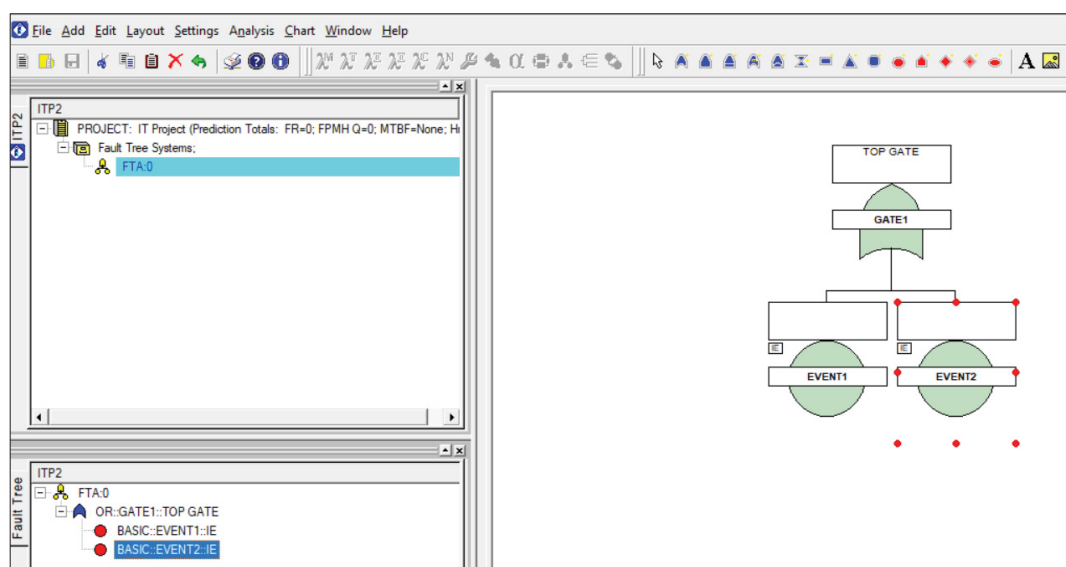 File Add Edit Layout Settings Analysis Chart Window Help
A
ITP2
ITP2
PROJECT: IT Project (Prediction Totals: FR=0; FPMH Q=0; MTBF=None;
Fault Tree Systems;
FTA:0
TOP GATE
GATE1
IE
IE
EVENT1
EVENT2
ITP2
Fault Tree
FTA:0
OR::GATE1::TOP GATE
BASIC::EVENT1::IE
BASIC::EVENT2::IE